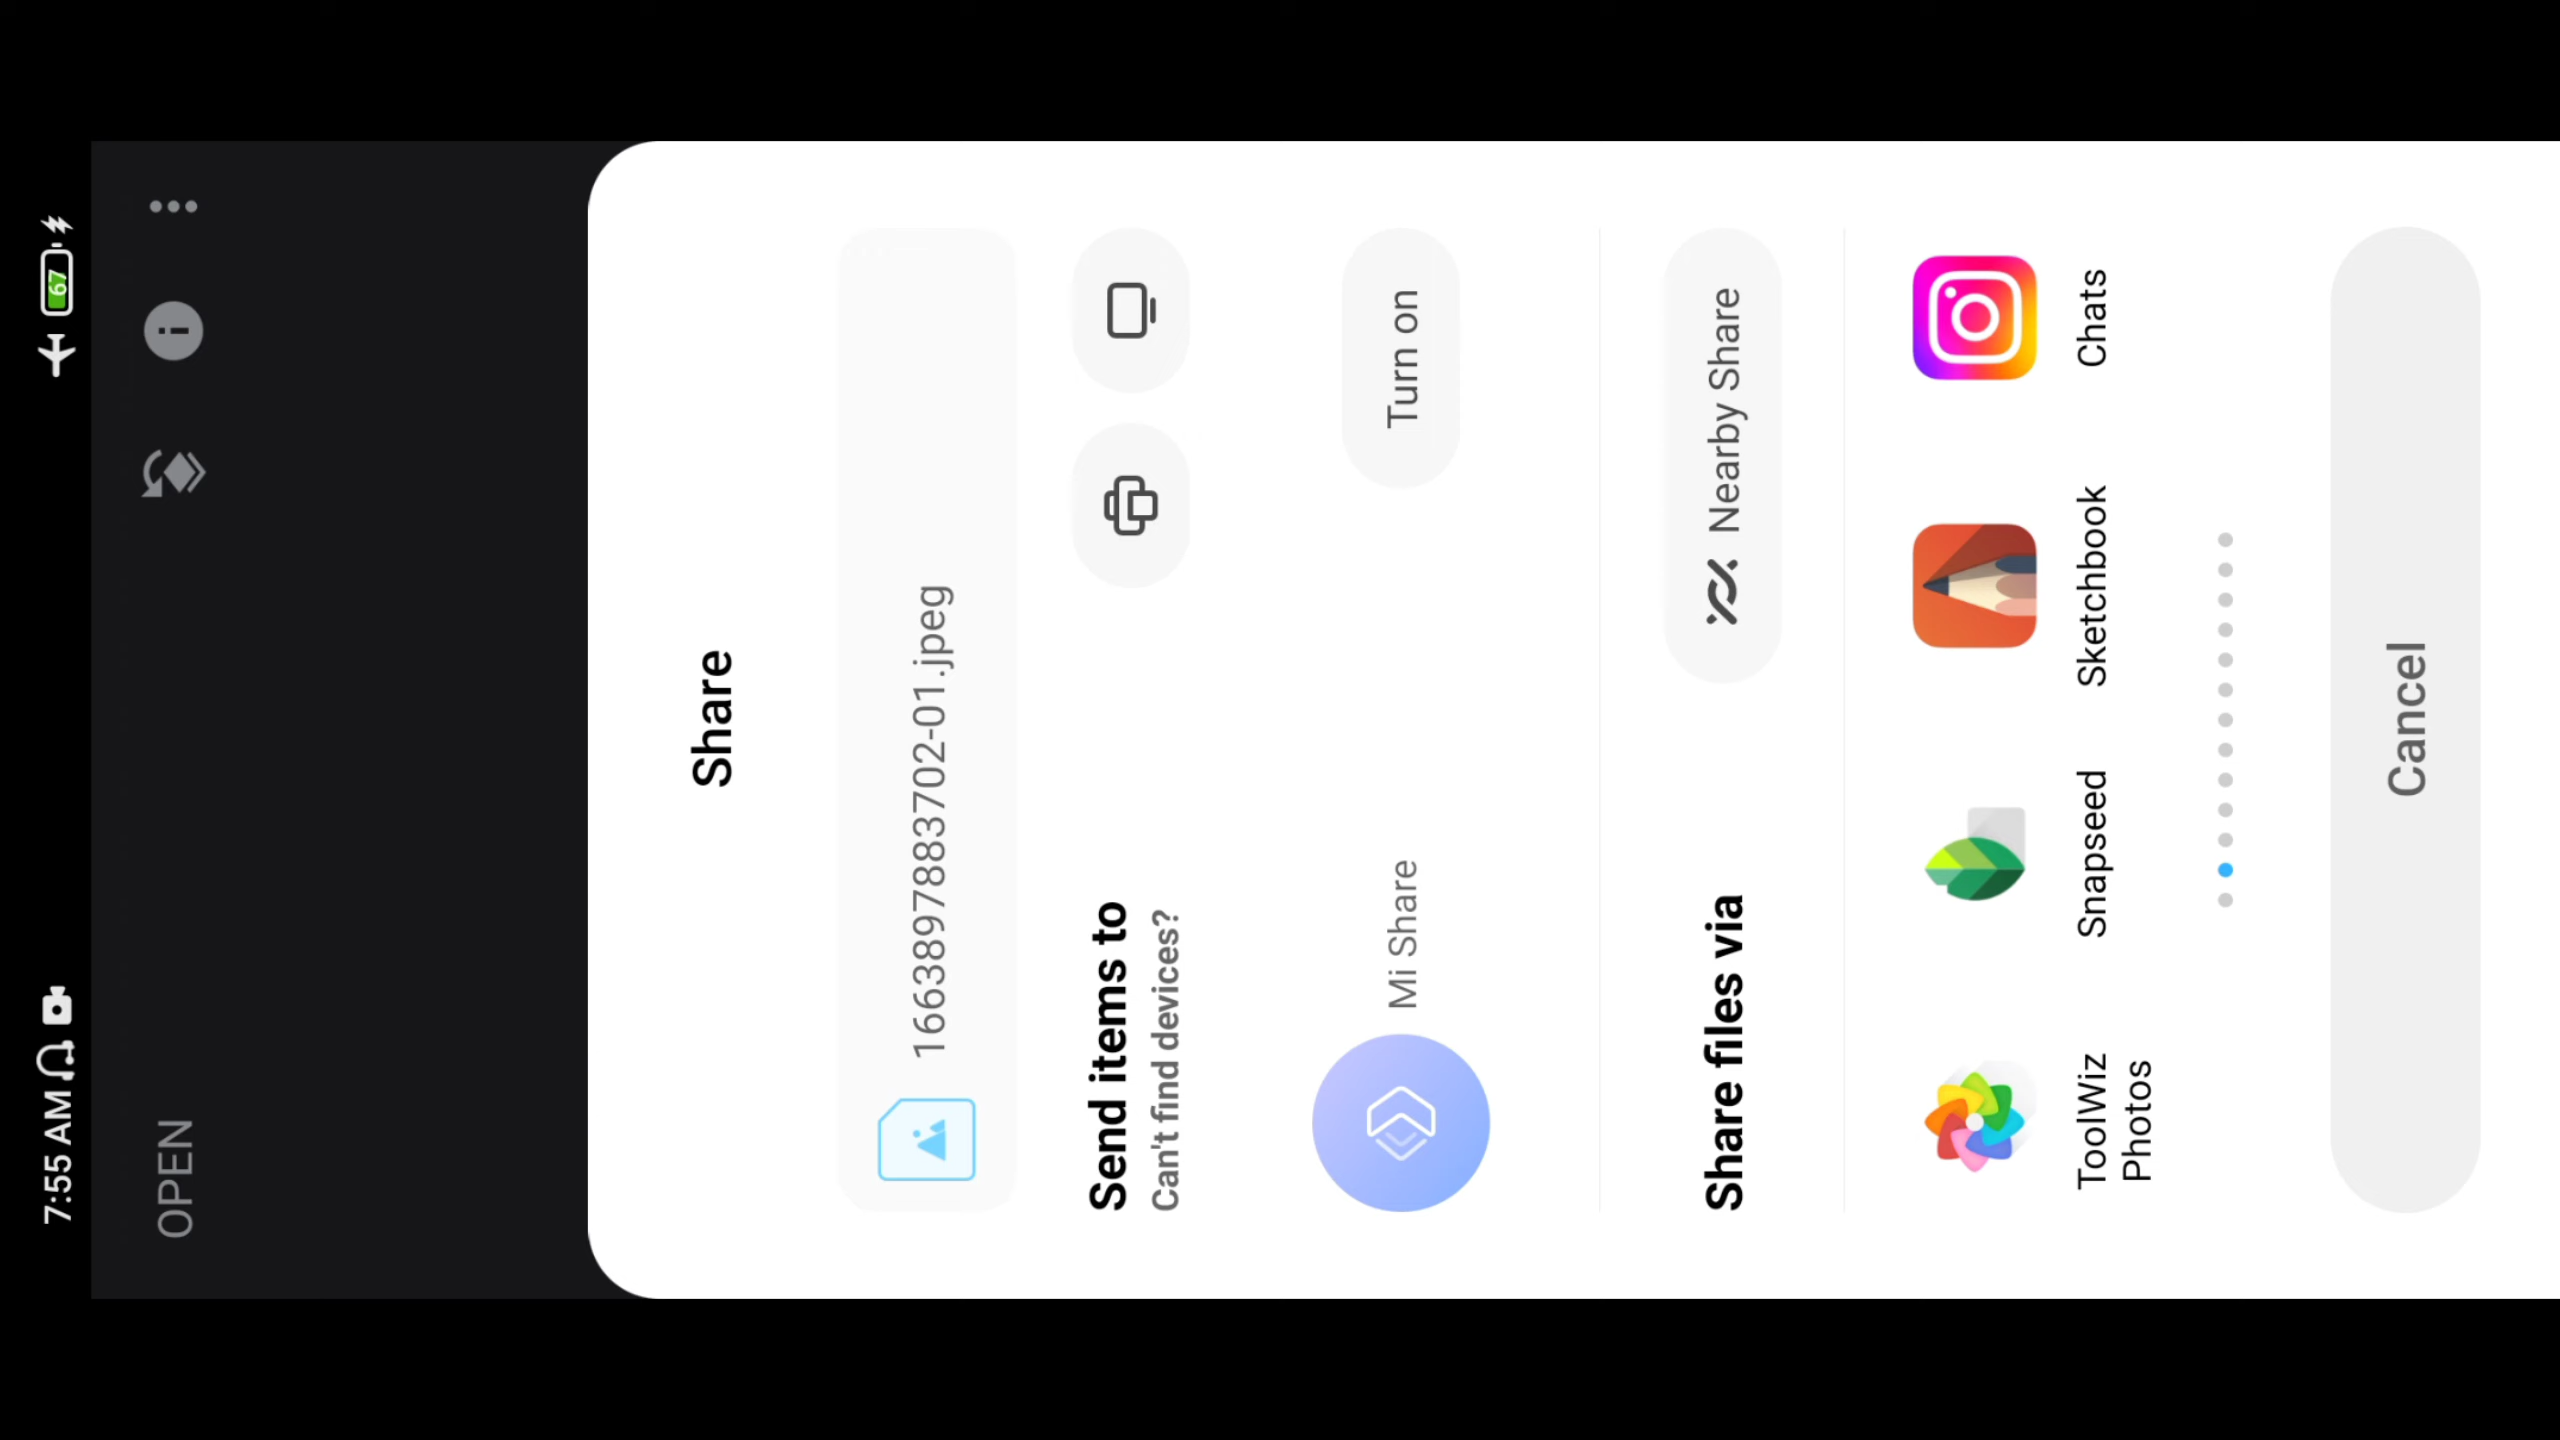 7:55 AM
67
OPEN
Share
1663897883702-01.jpeg
Send items to
Can't find devices?
Mi Share
Turn on
Share files via
Nearby Share
ToolWiz
Photos
Snapseed
Sketchbook
Chats
Cancel